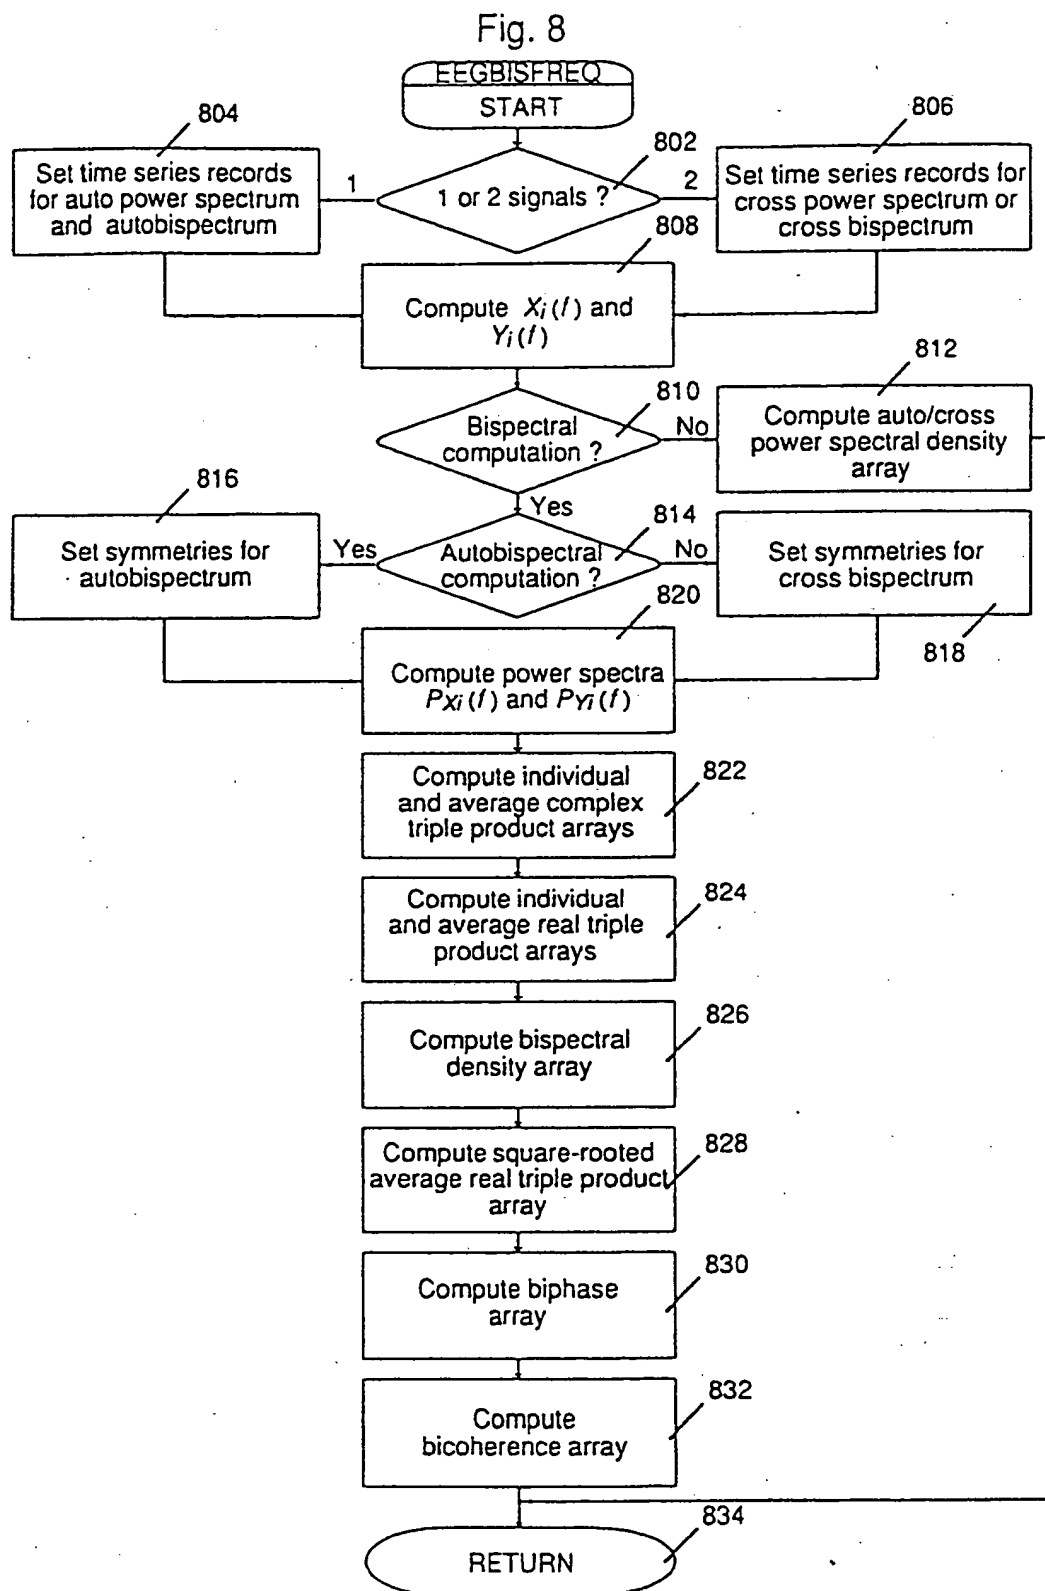 Fig. 8
EEGBISFREQ
START
804
802
806
Set time series records
for auto power spectrum
and autobispectrum
1
1 or 2 signals ?
2
Set time series records for
cross power spectrum or
cross bispectrum
808
Compute Xi(f) and
Yi(f)
810
812
Bispectral
computation ?
No
Compute auto/cross
power spectral density
array
816
Yes
814
Set symmetries for
autobispectrum
Yes
Autobispectral
computation ?
No
Set symmetries for
cross bispectrum
820
818
Compute power spectra
PXi(f) and PYi(f)
822
Compute individual
and average complex
triple product arrays
824
Compute individual
and average real triple
product arrays
826
Compute bispectral
density array
828
Compute square-rooted
average real triple product
array
830
Compute biphase
array
832
Compute
bicoherence array
834
RETURN